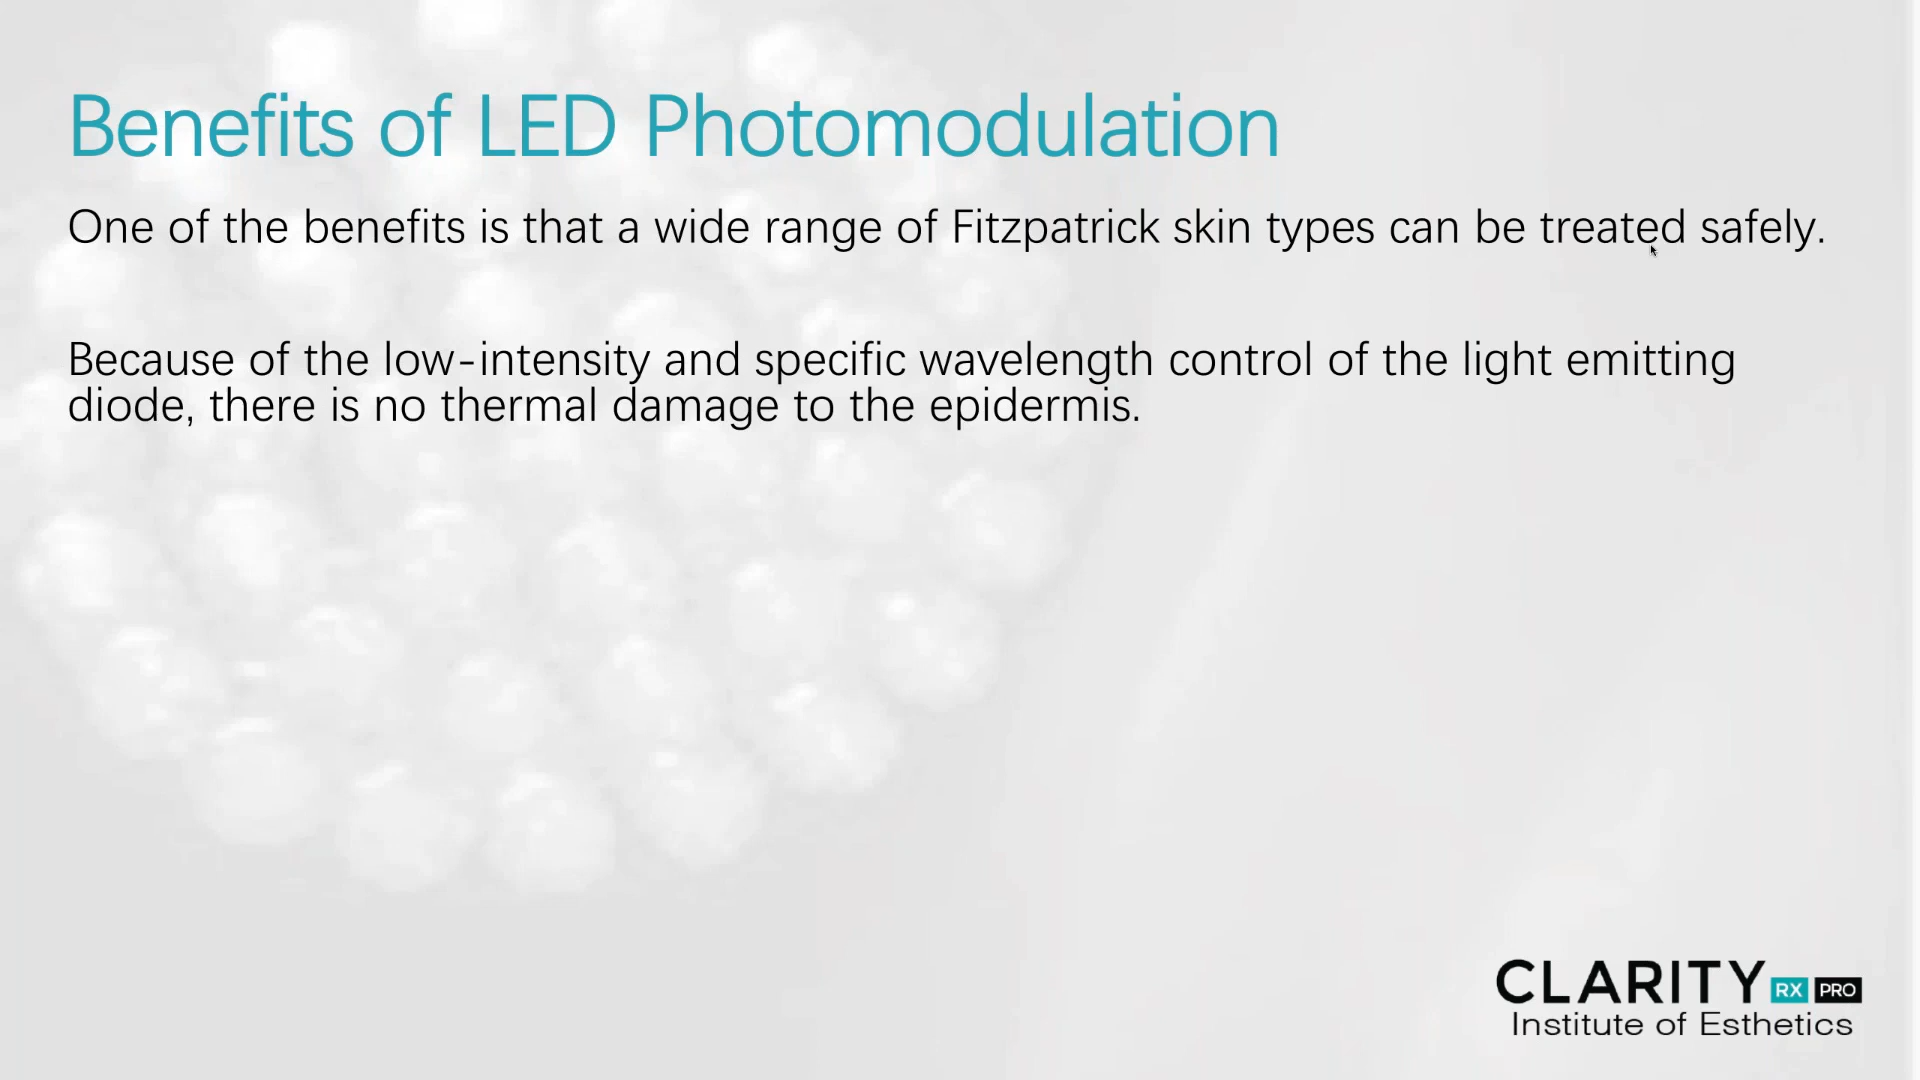 Benefits of LED Photomodulation
One of the benefits is that a wide range of Fitzpatrick skin types can be treated safely.
Because of the low-intensity and specific wavelength control of the light emitting
diode, there is no thermal damage to the epidermis.
CLARITY RX PRO
Institute of Esthetics